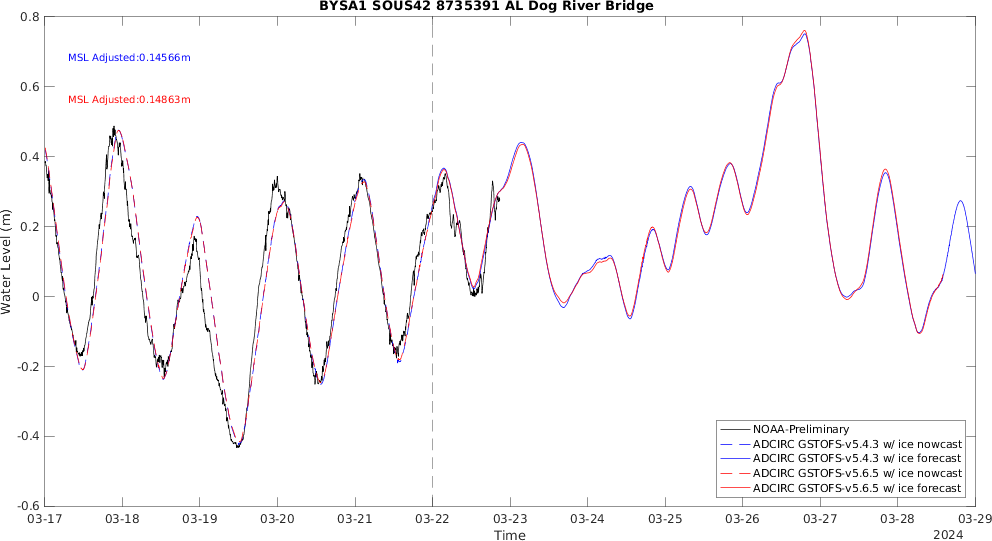 BYSA1 SOUS42 8735391 AL Dog River Bridge
0.8
MSL Adjusted:0.14566m
0.6
MSL Adjusted:0.14863m
0.4
0.2
Water Level (m)
0
-0.2
-0.4
-0.6
NOAA-Preliminary
ADCIRC GSTOFS-v5.4.3 w/ ice nowcast
ADCIRC GSTOFS-v5.4.3 w/ ice forecast
ADCIRC GSTOFS-v5.6.5 w/ ice nowcast
ADCIRC GSTOFS-v5.6.5 w/ ice forecast
03-17 03-18 03-19 03-20 03-21 03-22 03-23 03-24 03-25 03-26 03-27 03-28 03-29
Time
2024